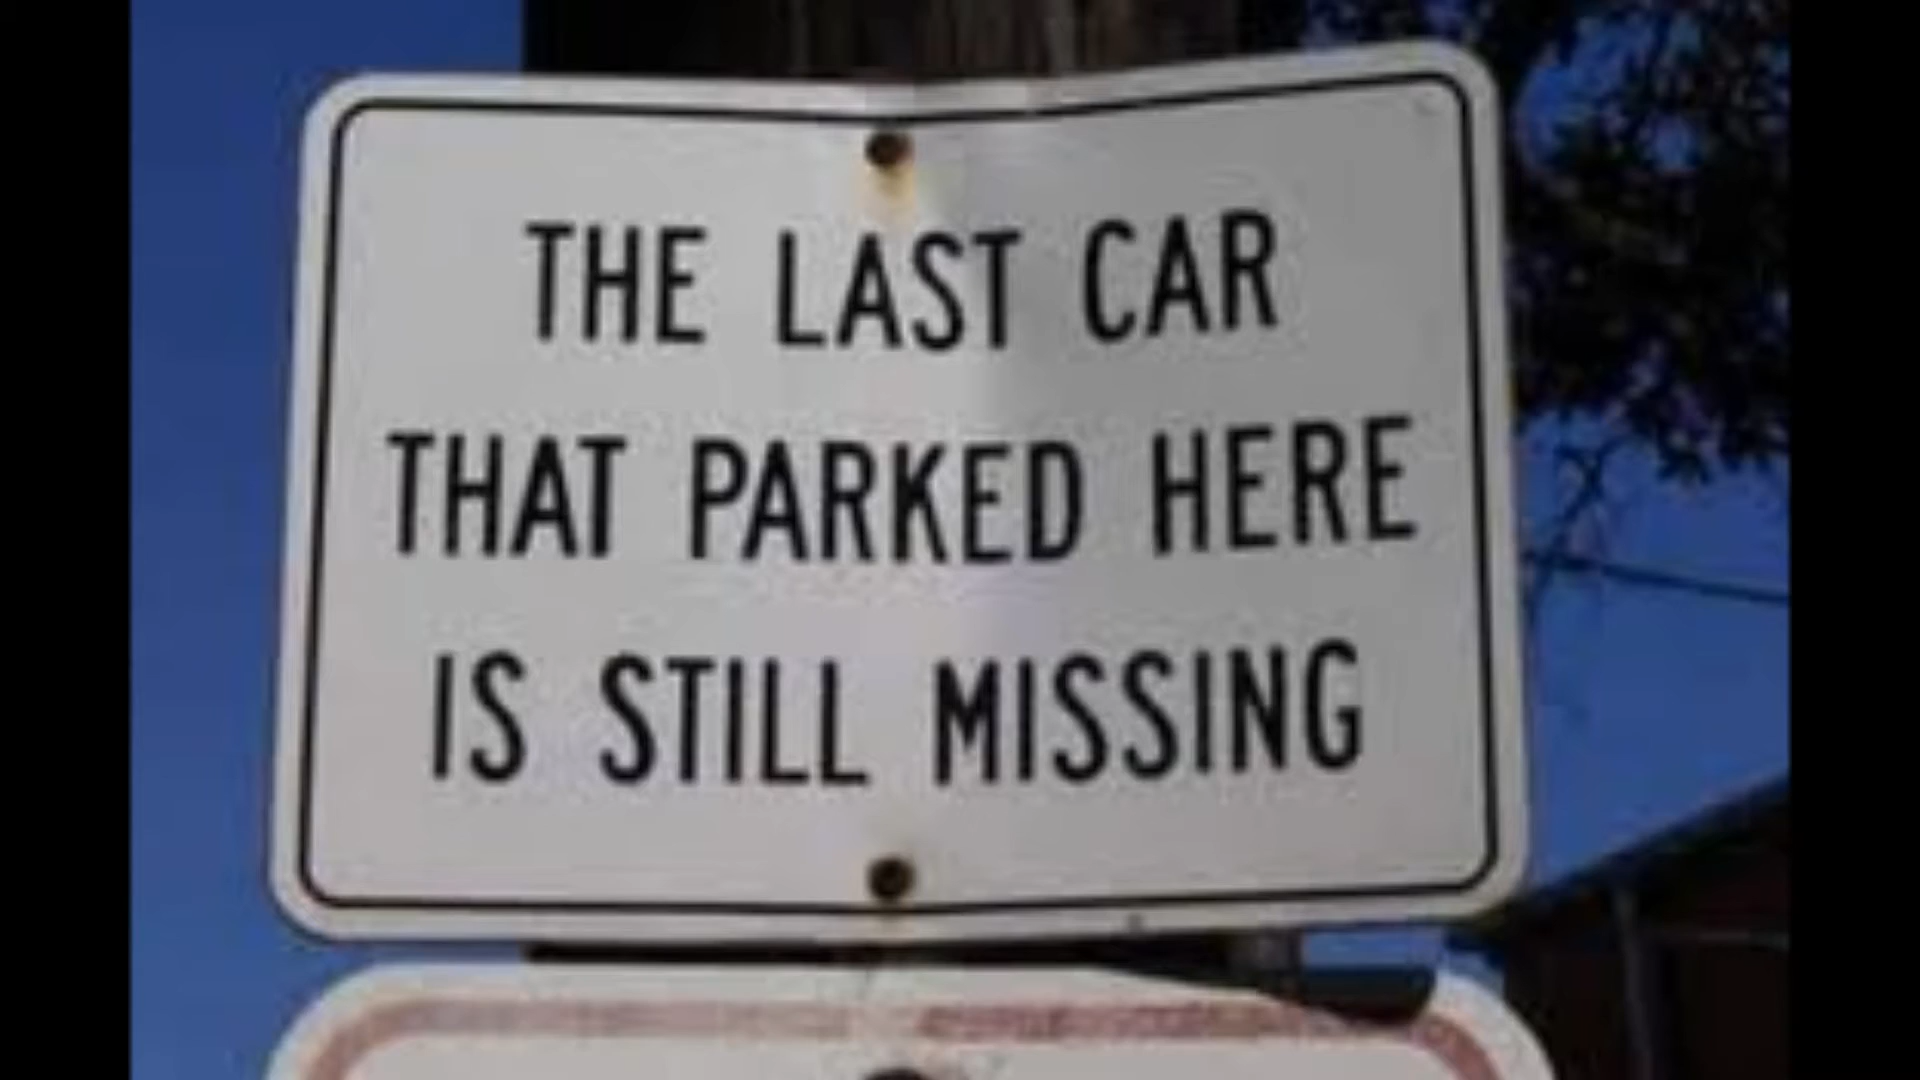 THE LAST CAR
THAT PARKED HERE
IS STILL MISSING